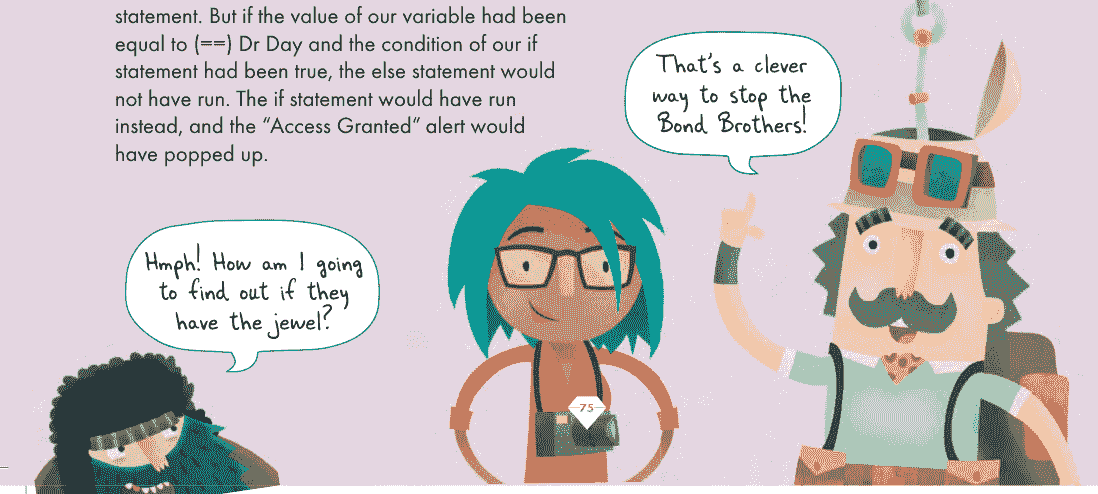 statement. But if the value of our variable had been
equal to (==) Dr Day and the condition of our if
statement had been true, the else statement would
not have run. The if statement would have run
instead, and the “Access Granted” alert would
have popped up.
That's a clever
way to stop the
Bond Brothers!
Hmph! How am I going
to find out if they
have the jewel?
75